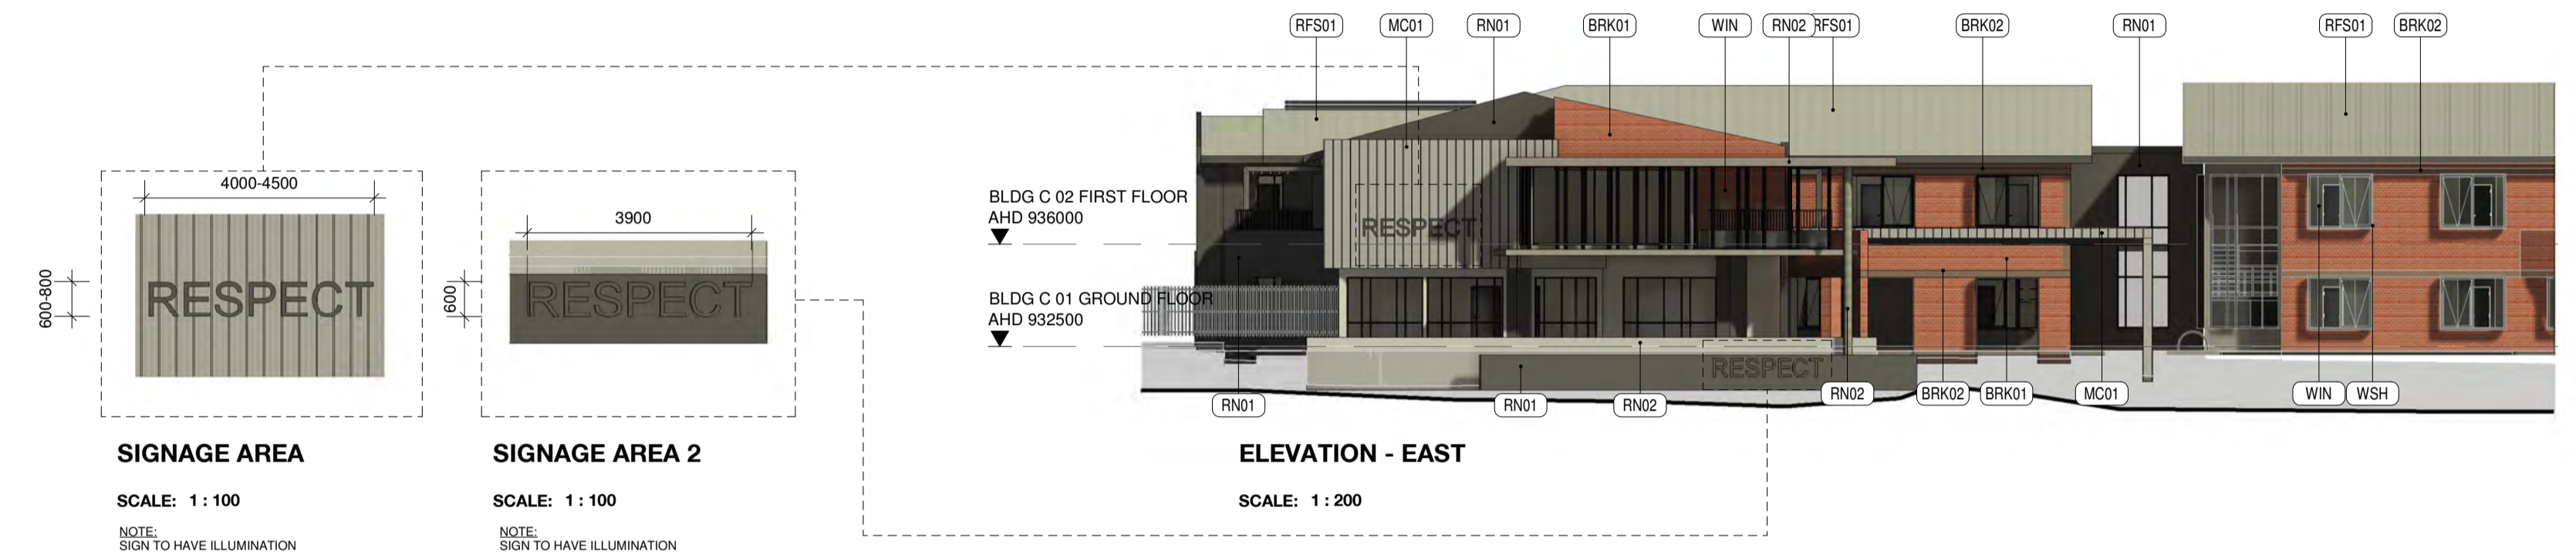 RFS01 MC01 RN01 BRK01 WIN RN02 RFS01 BRK02 RN01 RFS01 BRK02
4000-4500
600-800
RESPECT
3900
600
RESPECT
BLDG C 02 FIRST FLOOR
AHD 936000
BLDG C 01 GROUND FLOOR
AHD 932500
RESPECT
RESPECT
RN01 RN01 RN02 RN02 BRK02 BRK01 MC01 WIN WSH
SIGNAGE AREA
SCALE: 1 : 100
NOTE:
SIGN TO HAVE ILLUMINATION
SIGNAGE AREA 2
SCALE: 1 : 100
NOTE:
SIGN TO HAVE ILLUMINATION
ELEVATION - EAST
SCALE: 1 : 200